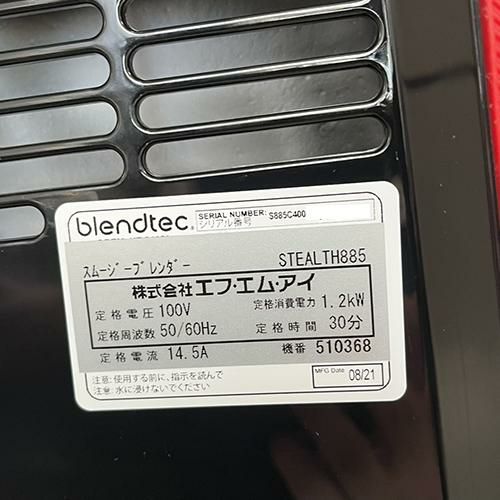 blendtec.
SERIAL NUMBER: S885C400
シリアル番号
スムージーブレンダー STEALTH885
株式会社エフ・エム・アイ
定格電圧 100V 定格消費電力 1.2kW
定格周波数 50/60Hz 定格時間 30分
定格電流 14.5A 機番 510368
注意:使用する前に、指示を読んで
注意:水に浸けないでください
MFG Date 08/21